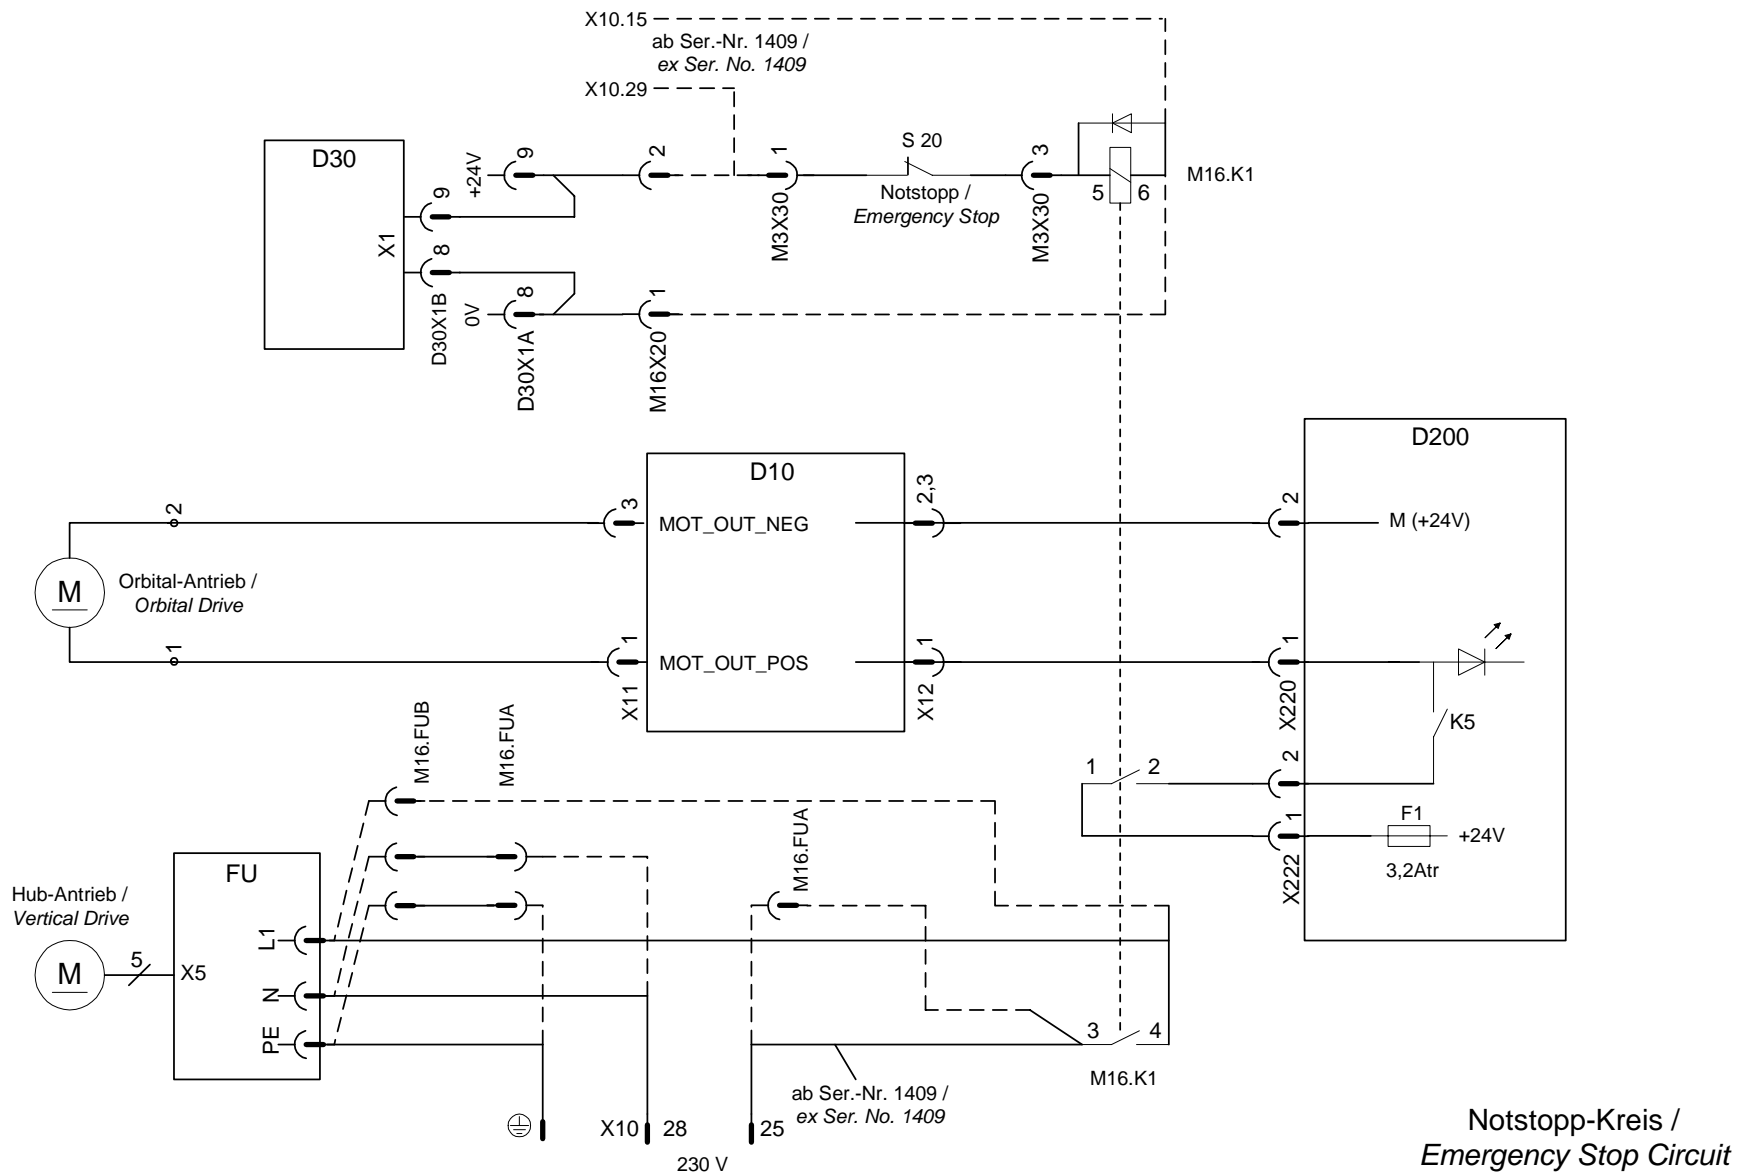 X10.15
ab Ser.-Nr. 1409 /
ex Ser. No. 1409
X10.29
D30
+24V
9
2
1
S 20
3
M16.K1
9
X1
Notstopp /
Emergency Stop
5
6
M3X30
M3X30
8
D30X1B
0V
8
D30X1A
1
M16X20
D200
D10
2
3
MOT_OUT_NEG
2,3
2
M (+24V)
M
Orbital-Antrieb /
Orbital Drive
1
1
MOT_OUT_POS
1
1
X11
X12
X220
K5
M16.FUB
M16.FUA
1
2
2
M16.FUA
1
F1
+24V
X222
3,2Atr
FU
Hub-Antrieb /
Vertical Drive
L1
M
5
X5
N
PE
3
4
M16.K1
ab Ser.-Nr. 1409 /
ex Ser. No. 1409
X10
28
25
230 V
Notstopp-Kreis /
Emergency Stop Circuit